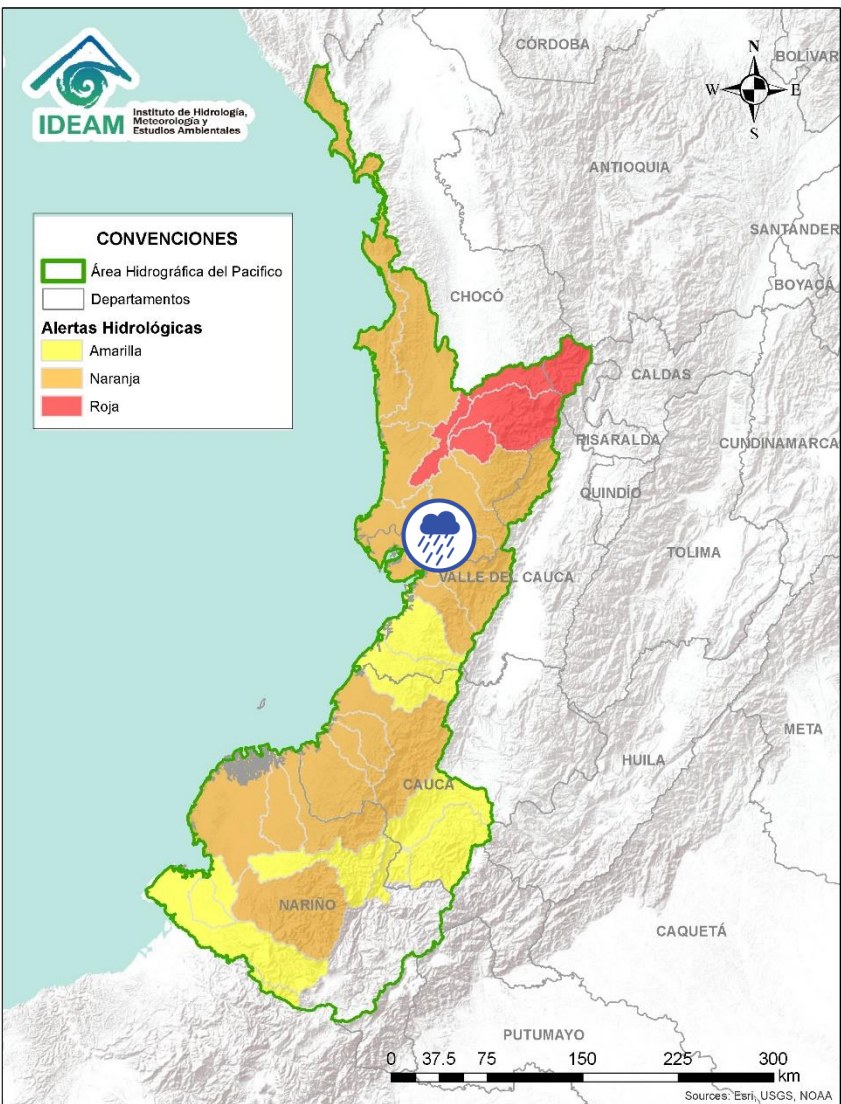 IDEAM
Instituto de Hidrología,
Meteorología y
Estudios Ambientales
CONVENCIONES
Área Hidrográfica del Pacifico
Departamentos
Alertas Hidrológicas
Amarilla
Naranja
Roja
N
W
E
S
CÓRDOBA
BOLÍVAR
ANTIOQUIA
SANTANDER
BOYACÁ
CHOCÓ
CALDAS
RISARALDA
CUNDINAMARCA
QUINDÍO
TOLIMA
VALLE DEL CAUCA
META
HUILA
CAUCA
NARIÑO
CAQUETÁ
PUTUMAYO
0 37.5 75 150 225 300
km
Sources: Esri, USGS, NOAA